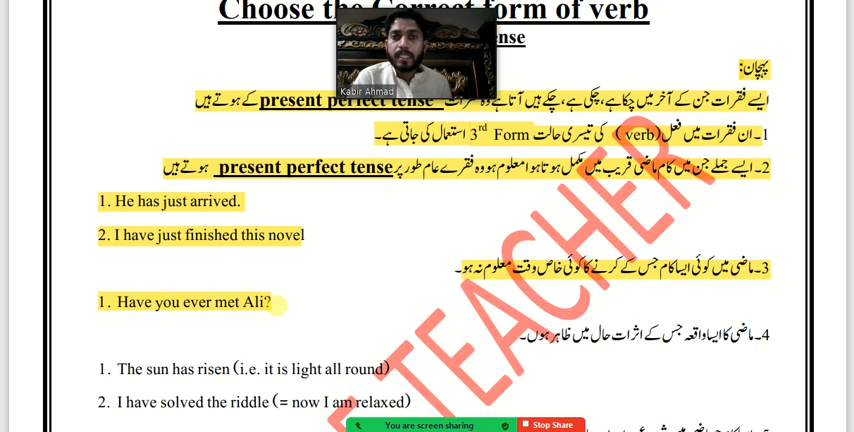 Choose the Correct form of verb
nse
پہچان:
ایسے فقرات جن کے آخر میں چکا ہے، چکی ہے، چکے ہیں آتا ہے وہ فقرات present perfect tense کے ہوتے ہیں
1۔ ان فقرات میں فعل (verb) کی تیسری حالت 3rd Form استعمال کی جاتی ہے۔
2۔ ایسے جملے جن میں کام ماضی قریب میں مکمل ہوتا ہوا معلوم ہو وہ فقرے عام طور پر present perfect tense ہوتے ہیں
1. He has just arrived.
2. I have just finished this novel
3۔ ماضی میں کوئی ایسا کام جس کے کرنے کا کوئی خاص وقت معلوم نہ ہو۔
1. Have you ever met Ali?
4۔ ماضی کا ایسا واقعہ جس کے اثرات حال میں ظاہر ہوں۔
1. The sun has risen (i.e. it is light all round)
2. I have solved the riddle (= now I am relaxed)
E TEACHER
Kabir Ahmad
You are screen sharing
Stop Share